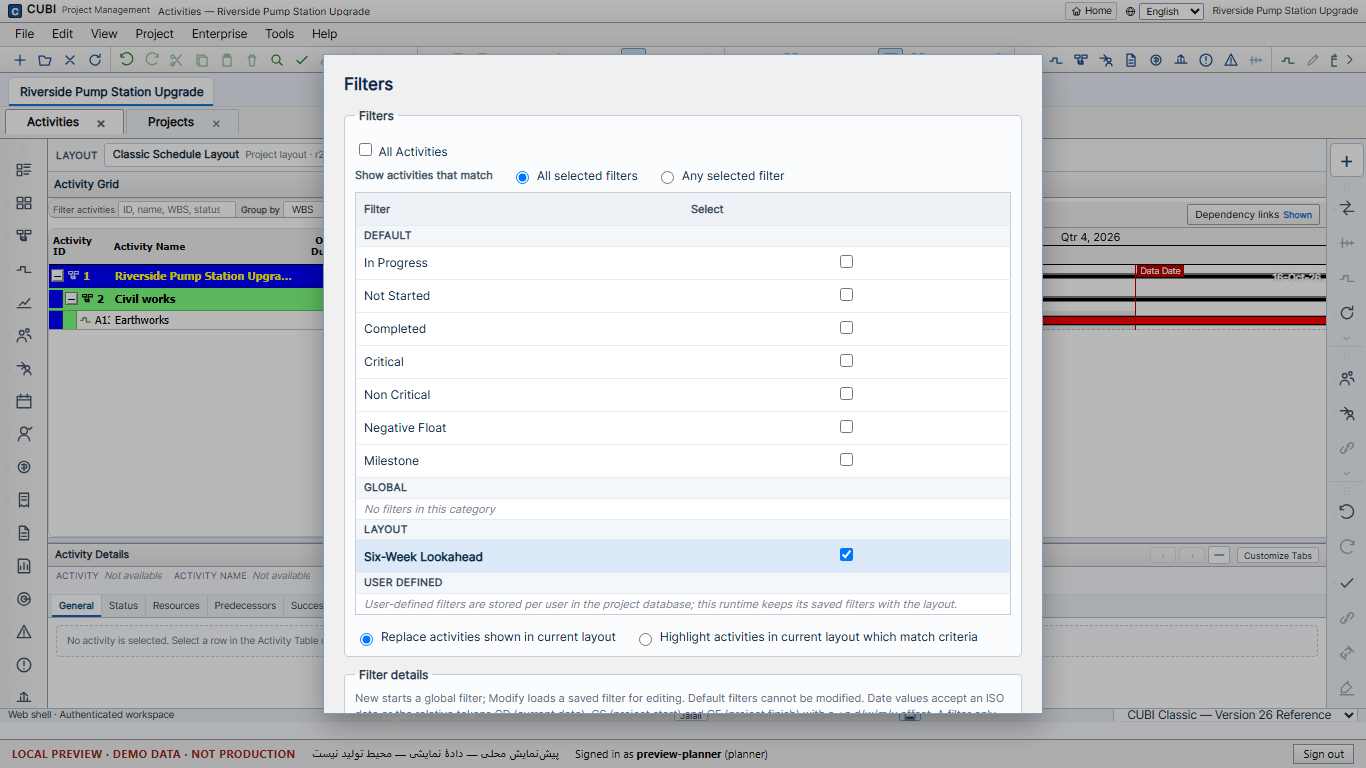 CUBI Project Management Activities — Riverside Pump Station Upgrade
Home English Riverside Pump Station Upgrade
File Edit View Project Enterprise Tools Help
Riverside Pump Station Upgrade
Activities Projects
LAYOUT Classic Schedule Layout Project layout ·
Activity Grid
Filter activities ID, name, WBS, status Group by WBS
Dependency links Shown
Activity ID Activity Name
Qtr 4, 2026
1 Riverside Pump Station Upgra...
Data Date
16-Oct-26
2 Civil works
Earthworks
Filters
Filters
All Activities
Show activities that match All selected filters Any selected filter
Filter Select
DEFAULT
In Progress
Not Started
Completed
Critical
Non Critical
Negative Float
Milestone
GLOBAL
No filters in this category
LAYOUT
Six-Week Lookahead
USER DEFINED
User-defined filters are stored per user in the project database; this runtime keeps its saved filters with the layout.
Replace activities shown in current layout Highlight activities in current layout which match criteria
Filter details
New starts a global filter; Modify loads a saved filter for editing. Default filters cannot be modified. Date values accept an ISO
Activity Details
Customize Tabs
ACTIVITY Not available ACTIVITY NAME Not available
General Status Resources Predecessors
No activity is selected. Select a row in the Activity Table
Web shell · Authenticated workspace
CUBI Classic — Version 26 Reference
LOCAL PREVIEW · DEMO DATA · NOT PRODUCTION پیش‌نمایش محلی — دادهٔ نمایشی — محیط تولید نیست Signed in as preview-planner (planner)
Sign out